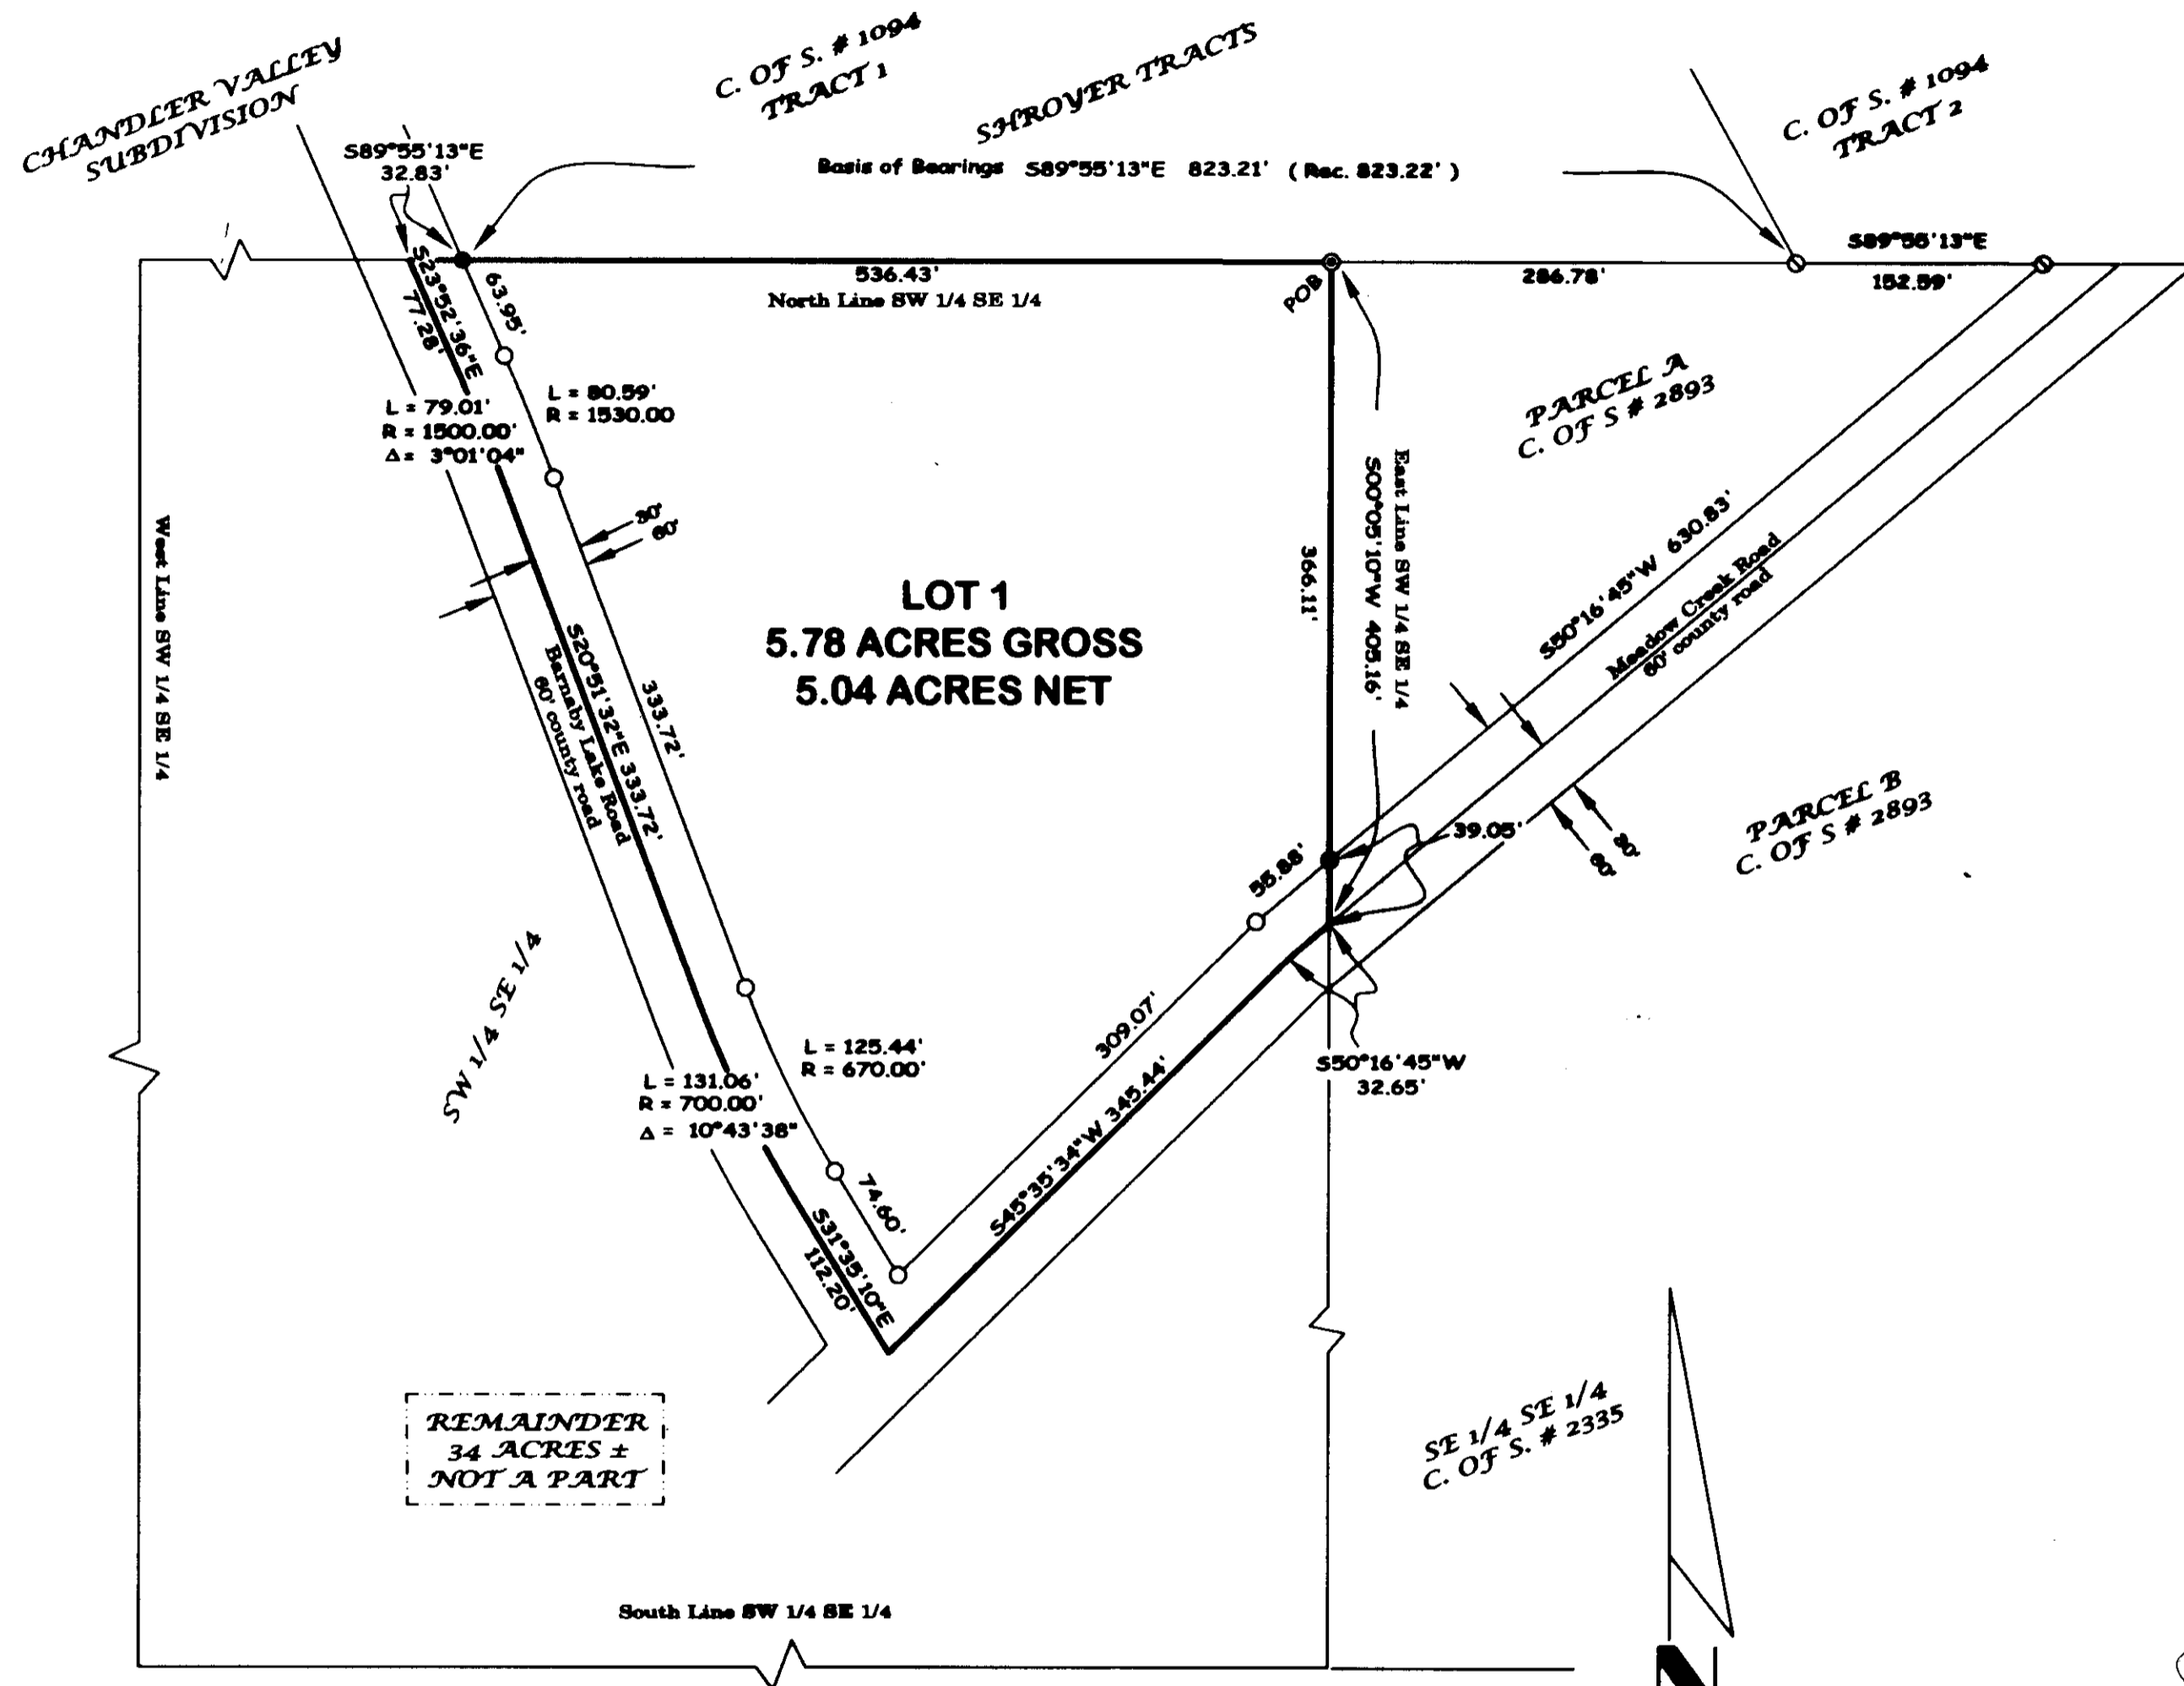 CHANDLER VALLEY
SUBDIVISION
C. OF S. # 1094
TRACT 1
SHROYER TRACTS
C. OF S. # 1094
TRACT 2
S89°55'13"E
32.83'
Basis of Bearings S89°55'13"E 823.21' ( Rec. 823.22' )
S89°55'13"E
152.59'
536.43'
North Line SW 1/4 SE 1/4
POB
286.78'
S23°52'36"E
77.28'
63.95'
L = 79.01'
R = 1500.00'
Δ = 3°01'04"
L = 80.59'
R = 1530.00
PARCEL A
C. OF S # 2893
West Line SW 1/4 SE 1/4
30'
60'
LOT 1
5.78 ACRES GROSS
5.04 ACRES NET
366.11'
S00°05'10"W 405.16'
East Line SW 1/4 SE 1/4
S50°16'45"W 630.83'
Meadow Creek Road
60' county road
S20°51'32"E 333.72'
Barnaby Lake Road
60' county road
333.72'
PARCEL B
C. OF S # 2893
39.05'
55.88'
SW 1/4 SE 1/4
309.07'
L = 125.44'
R = 670.00'
L = 131.06'
R = 700.00'
Δ = 10°43'38"
S50°16'45"W
32.65'
S45°35'34"W 345.44'
74.60'
S31°35'10"E
112.20'
REMAINDER
34 ACRES ±
NOT A PART
SE 1/4 SE 1/4
C. OF S. # 2335
South Line SW 1/4 SE 1/4
N